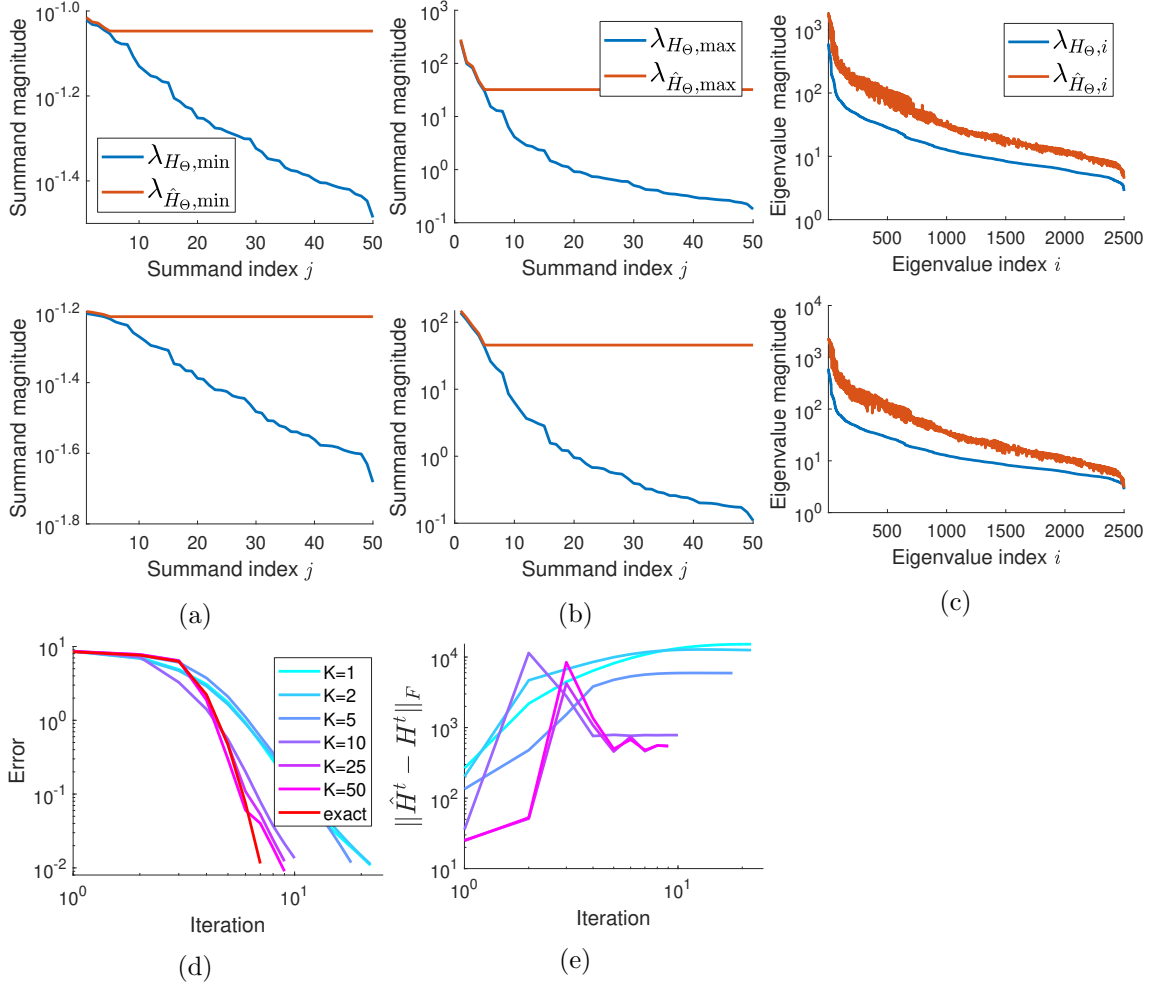 10^-1.0
10^-1.2
10^-1.4
Summand magnitude
10 20 30 40 50
Summand index j
λ_{H_Θ,min}
λ_{Ĥ_Θ,min}
10^3
10^2
10^1
10^0
10^-1
Summand magnitude
0 10 20 30 40 50
Summand index j
λ_{H_Θ,max}
λ_{Ĥ_Θ,max}
10^3
10^2
10^1
10^0
Eigenvalue magnitude
500 1000 1500 2000 2500
Eigenvalue index i
λ_{H_Θ,i}
λ_{Ĥ_Θ,i}
10^-1.2
10^-1.4
10^-1.6
10^-1.8
Summand magnitude
10 20 30 40 50
Summand index j
(a)
10^2
10^1
10^0
10^-1
Summand magnitude
0 10 20 30 40 50
Summand index j
(b)
10^4
10^3
10^2
10^1
10^0
Eigenvalue magnitude
500 1000 1500 2000 2500
Eigenvalue index i
(c)
10^1
10^0
10^-1
10^-2
Error
10^0 10^1
Iteration
K=1
K=2
K=5
K=10
K=25
K=50
exact
(d)
10^4
10^3
10^2
10^1
||Ĥ^t − H^t||_F
10^0 10^1
Iteration
(e)